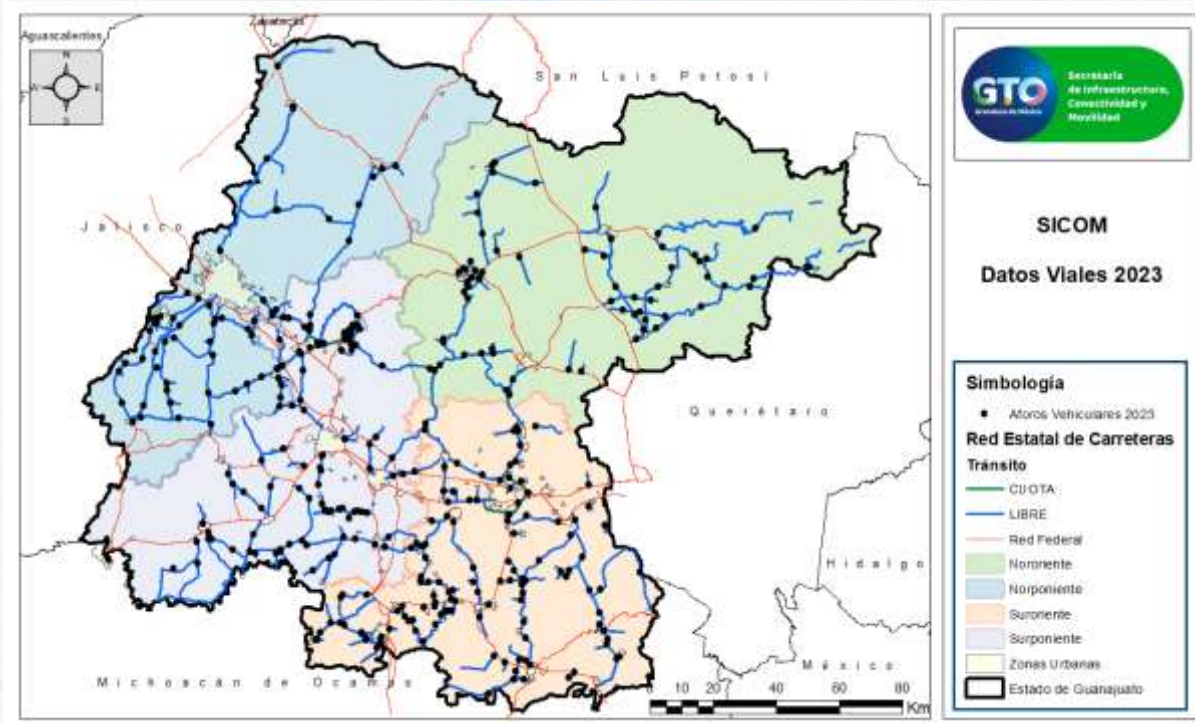 Aguascalientes
Zacatecas
San Luis Potosí
N
E
S
Jalisco
Querétaro
Hidalgo
México
Michoacán de Ocampo
0 10 20 40 60 80
Km
GTO
Secretaría
de Infraestructura,
Conectividad y
Movilidad
SICOM
Datos Viales 2023
Simbología
Aforos Vehiculares 2023
Red Estatal de Carreteras
Tránsito
CUOTA
LIBRE
Red Federal
Nororiente
Norponiente
Suroriente
Surponiente
Zonas Urbanas
Estado de Guanajuato